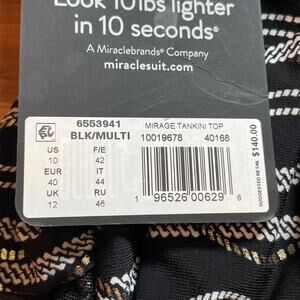 Look 10 lbs lighter
in 10 seconds®
A Miraclebrands® Company
miraclesuit.com
6553941
BLK/MULTI
MIRAGE TANKINI TOP
10019678 40168
US F/E
10 42
EUR IT
40 44
UK RU
12 46
1 96526 00629 6
SUGGESTED RETAIL $140.00